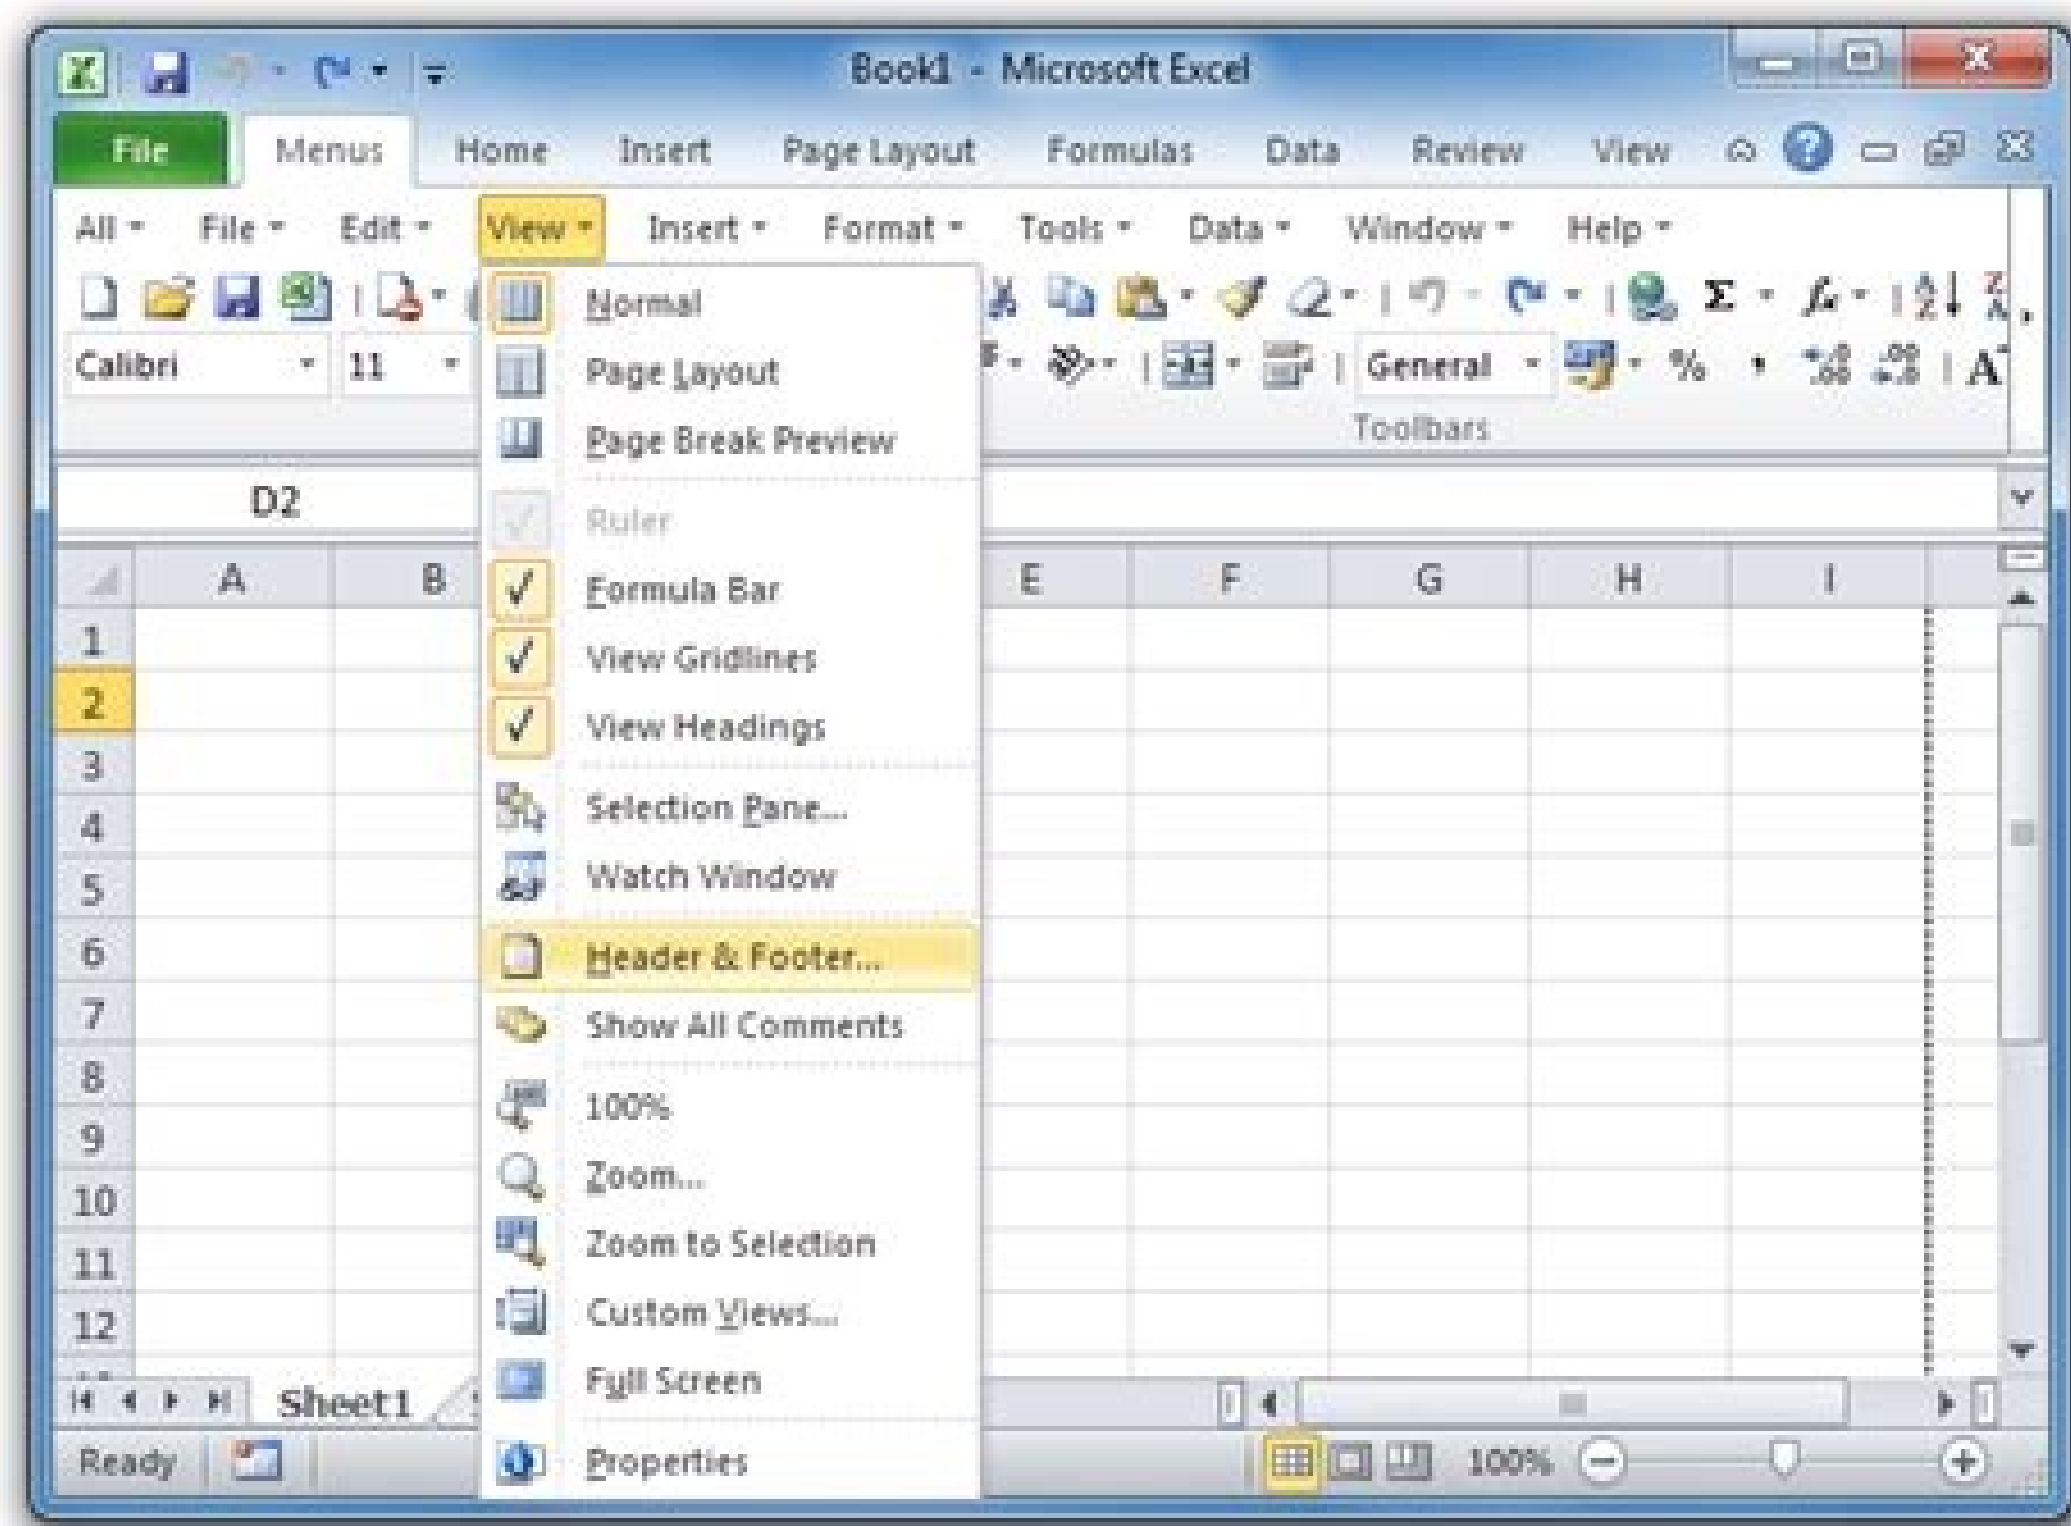 Book1 - Microsoft Excel
File Menus Home Insert Page Layout Formulas Data Review View
All File Edit View Insert Format Tools Data Window Help
Normal
Calibri 11 General %
Page Layout
Toolbars
Page Break Preview
D2
Ruler
A B E F G H I
Formula Bar
1
View Gridlines
2
View Headings
3
Selection Pane...
4
Watch Window
5
Header & Footer...
6
Show All Comments
7
100%
8
Zoom...
9
Zoom to Selection
10
Custom Views...
11
Full Screen
12
Sheet1
Properties
Ready 100%